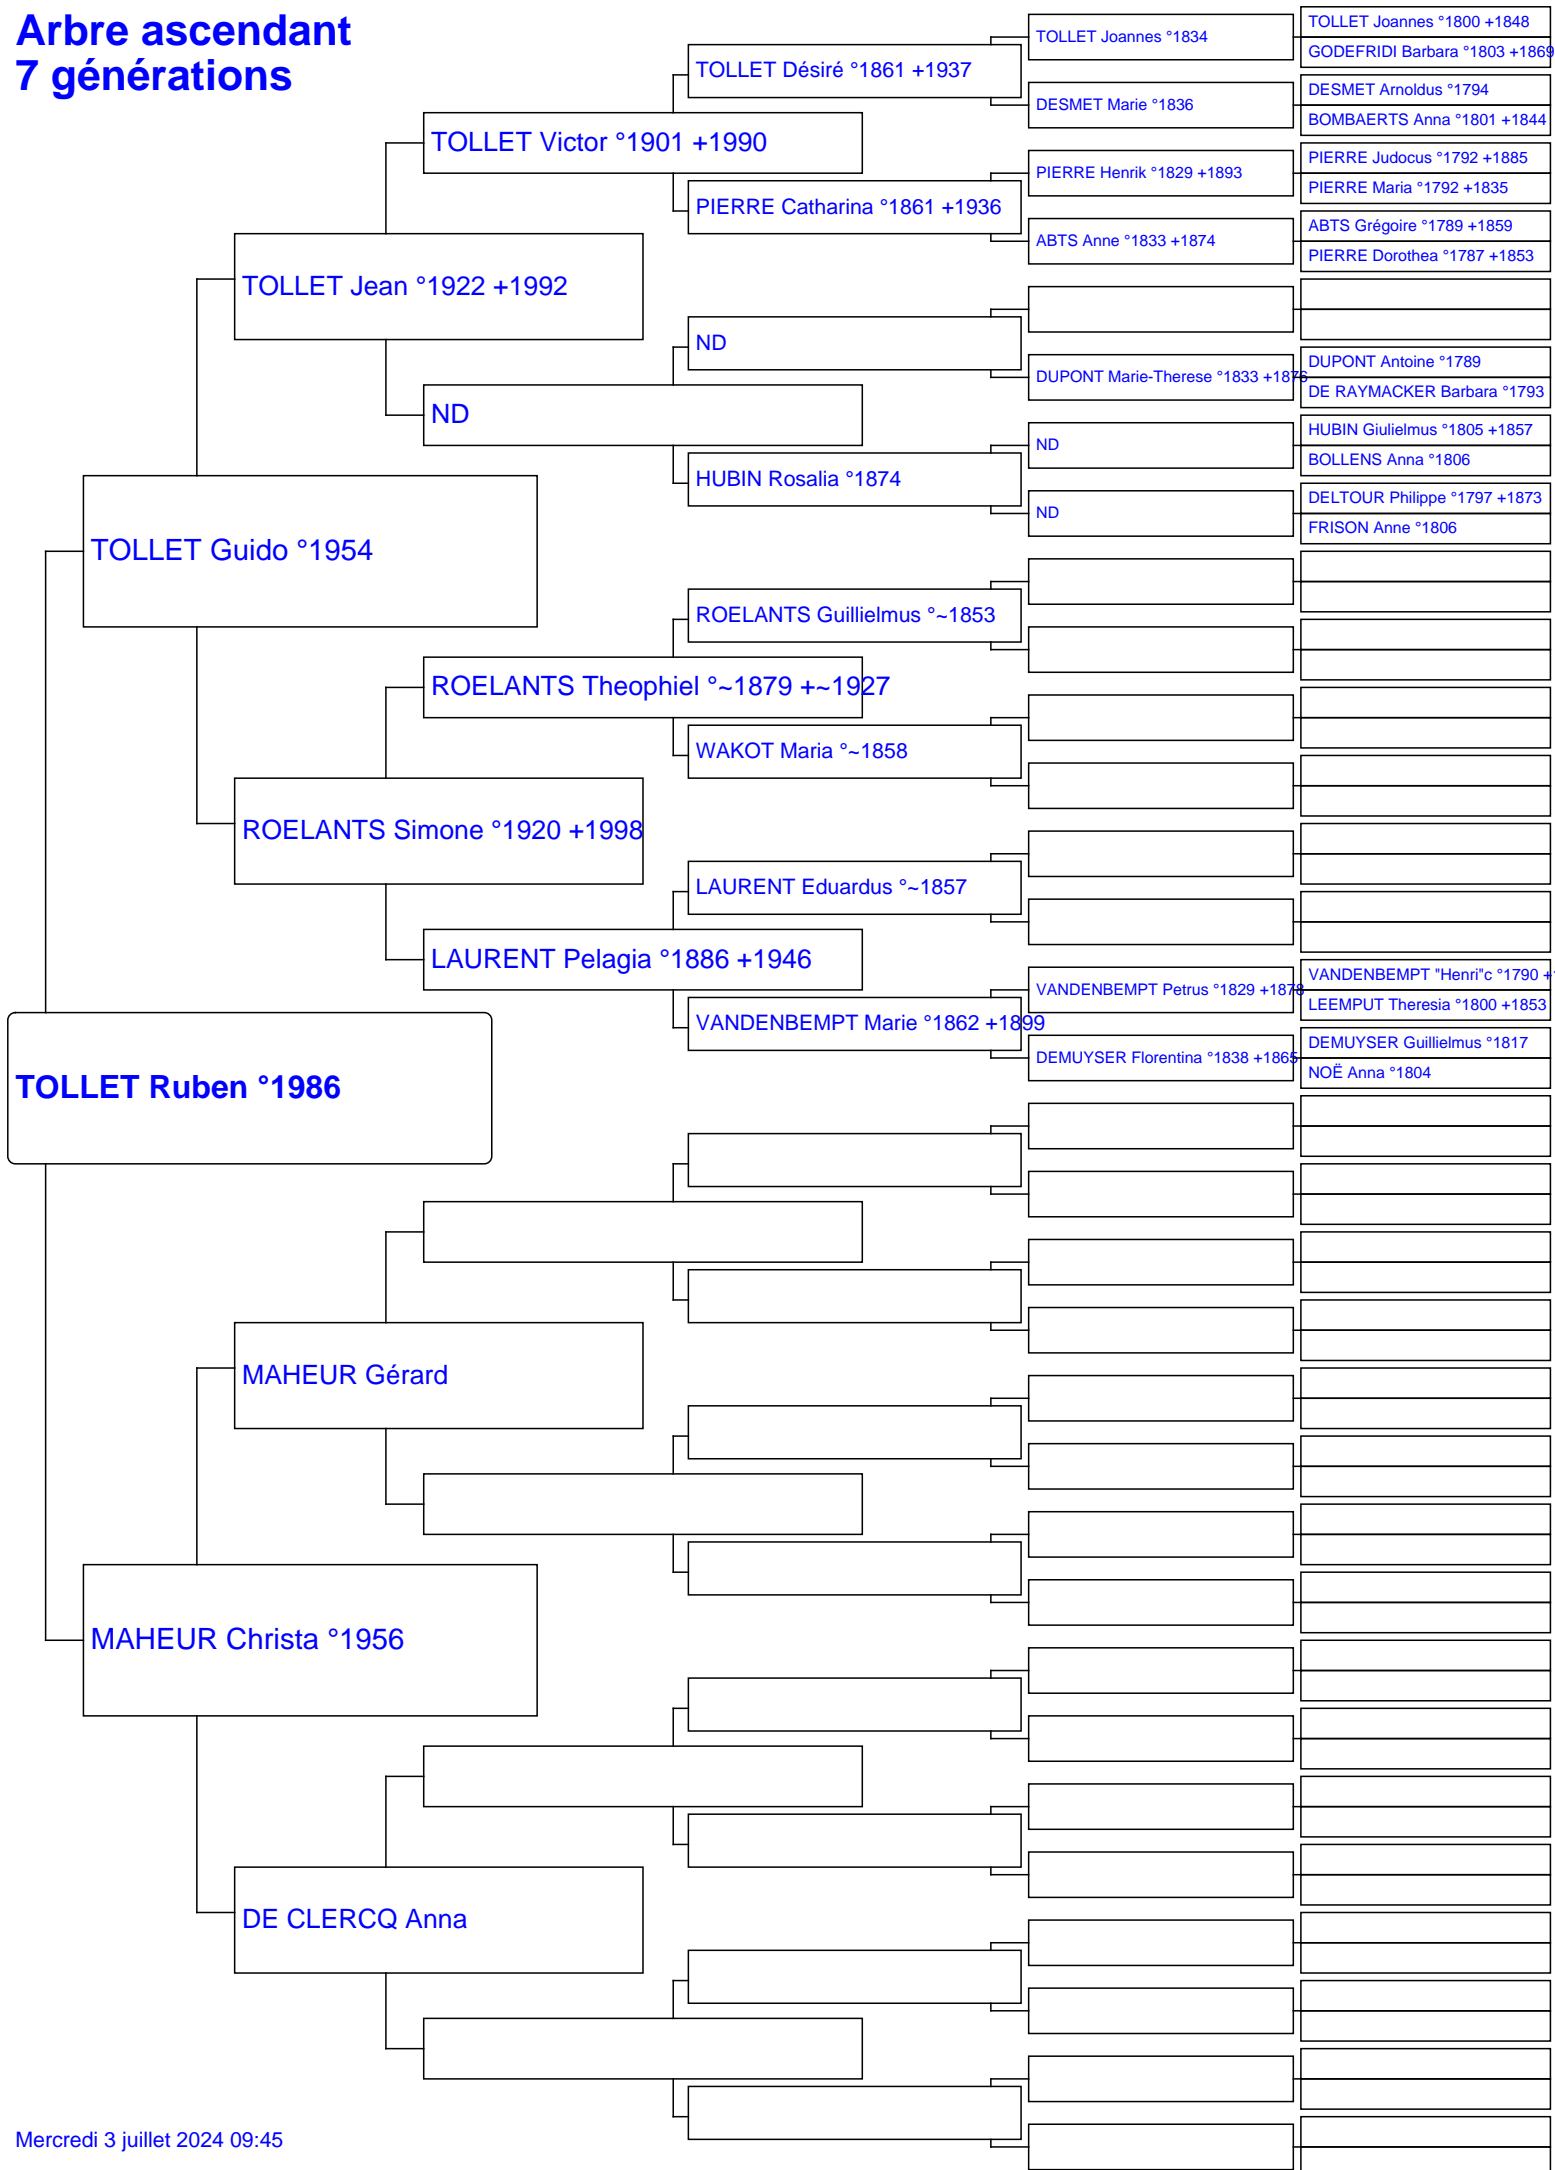 Arbre ascendant
7 générations
TOLLET Joannes °1800 +1848
TOLLET Joannes °1834
GODEFRIDI Barbara °1803 +1869
TOLLET Désiré °1861 +1937
DESMET Arnoldus °1794
DESMET Marie °1836
BOMBAERTS Anna °1801 +1844
TOLLET Victor °1901 +1990
PIERRE Judocus °1792 +1885
PIERRE Henrik °1829 +1893
PIERRE Maria °1792 +1835
PIERRE Catharina °1861 +1936
ABTS Grégoire °1789 +1859
ABTS Anne °1833 +1874
PIERRE Dorothea °1787 +1853
TOLLET Jean °1922 +1992
ND
DUPONT Antoine °1789
DUPONT Marie-Therese °1833 +1876
DE RAYMACKER Barbara °1793
ND
HUBIN Giulielmus °1805 +1857
ND
BOLLENS Anna °1806
HUBIN Rosalia °1874
DELTOUR Philippe °1797 +1873
ND
FRISON Anne °1806
TOLLET Guido °1954
ROELANTS Guillielmus °~1853
ROELANTS Theophiel °~1879 +~1927
WAKOT Maria °~1858
ROELANTS Simone °1920 +1998
LAURENT Eduardus °~1857
LAURENT Pelagia °1886 +1946
VANDENBEMPT "Henri"c °1790 +
VANDENBEMPT Petrus °1829 +1878
LEEMPUT Theresia °1800 +1853
VANDENBEMPT Marie °1862 +1899
DEMUYSER Guillielmus °1817
DEMUYSER Florentina °1838 +1865
NOË Anna °1804
TOLLET Ruben °1986
MAHEUR Gérard
MAHEUR Christa °1956
DE CLERCQ Anna
Mercredi 3 juillet 2024 09:45